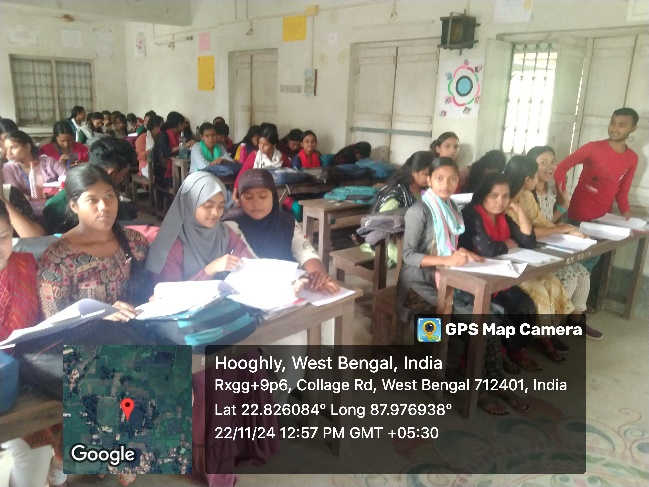 GPS Map Camera
Hooghly, West Bengal, India
Rxgg+9p6, Collage Rd, West Bengal 712401, India
Lat 22.826084° Long 87.976938°
22/11/24 12:57 PM GMT +05:30
Google